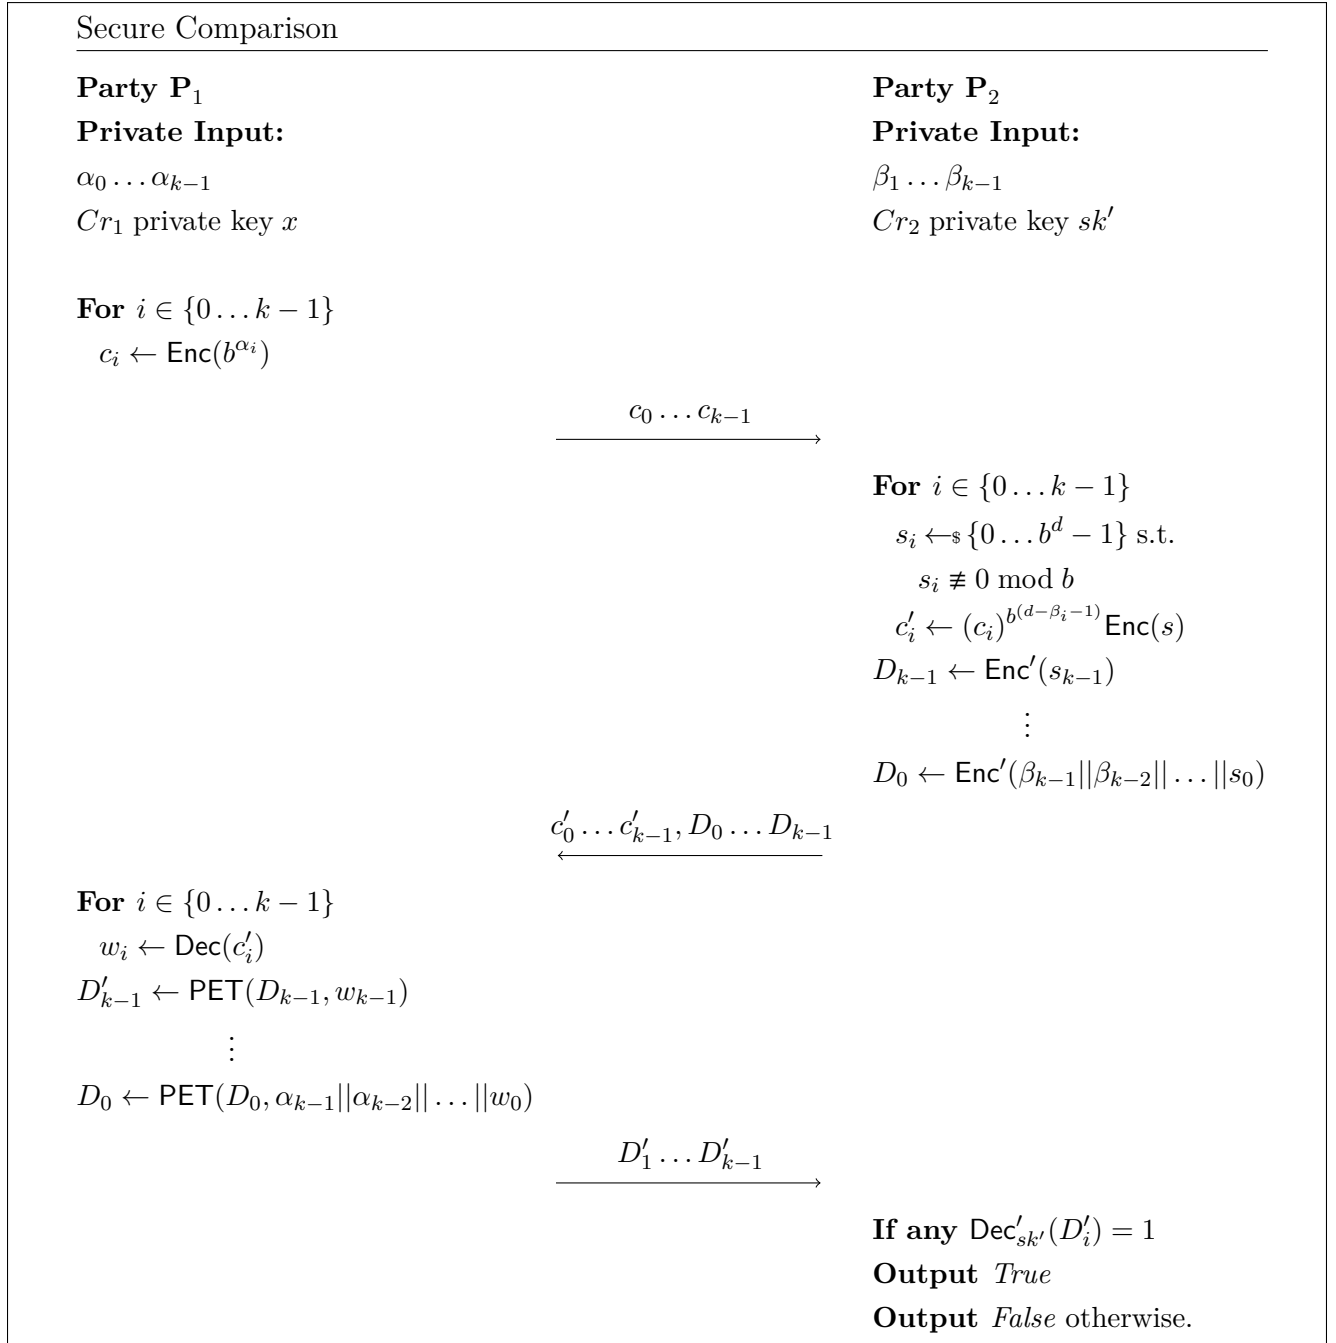 Secure Comparison
Party P₁ Party P₂
Private Input: Private Input:
α₀ … αₖ₋₁ β₁ … βₖ₋₁
Cr₁ private key x Cr₂ private key sk′
For i ∈ {0 … k − 1}
cᵢ ← Enc(b^{αᵢ})
c₀ … cₖ₋₁
For i ∈ {0 … k − 1}
sᵢ ←$ {0 … b^d − 1} s.t.
sᵢ ≢ 0 mod b
c′ᵢ ← (cᵢ)^{b^{(d−βᵢ−1)}} Enc(s)
Dₖ₋₁ ← Enc′(sₖ₋₁)
⋮
D₀ ← Enc′(βₖ₋₁||βₖ₋₂|| … ||s₀)
c′₀ … c′ₖ₋₁, D₀ … Dₖ₋₁
For i ∈ {0 … k − 1}
wᵢ ← Dec(c′ᵢ)
D′ₖ₋₁ ← PET(Dₖ₋₁, wₖ₋₁)
⋮
D₀ ← PET(D₀, αₖ₋₁||αₖ₋₂|| … ||w₀)
D′₁ … D′ₖ₋₁
If any Dec′_{sk′}(D′ᵢ) = 1
Output True
Output False otherwise.